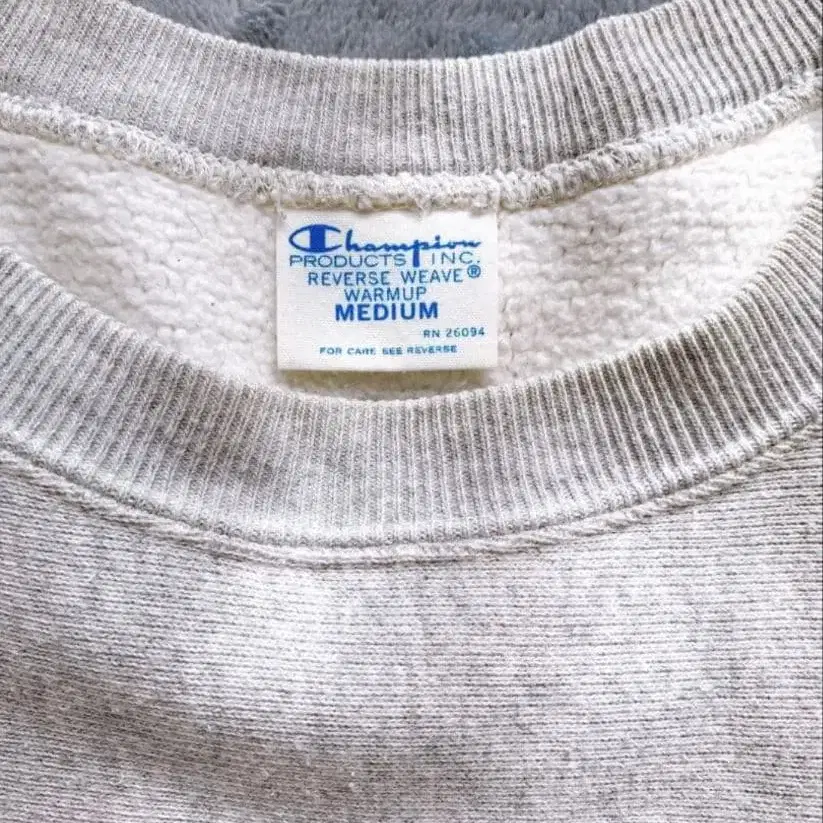 Champion
PRODUCTS INC.
REVERSE WEAVE®
WARMUP
MEDIUM
RN 26094
FOR CARE SEE REVERSE